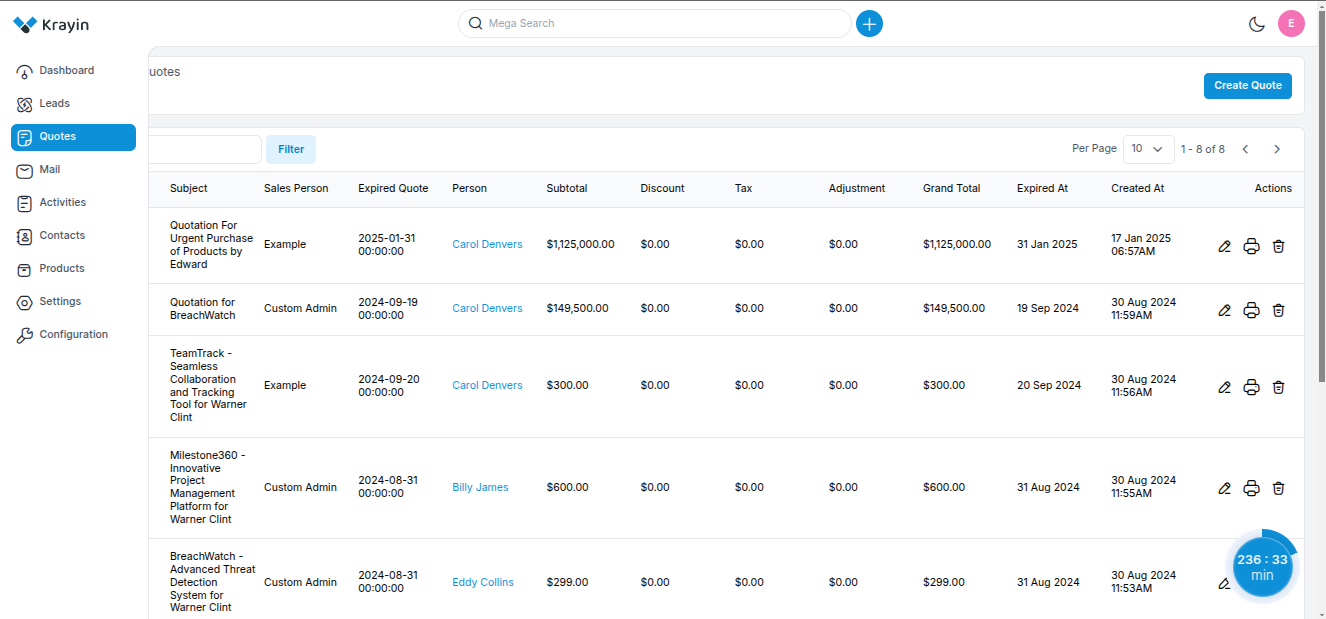 Krayin
Mega Search
E
Dashboard
Leads
Quotes
Mail
Activities
Contacts
Products
Settings
Configuration
uotes
Create Quote
Filter
Per Page 10 1 - 8 of 8
Subject Sales Person Expired Quote Person Subtotal Discount Tax Adjustment Grand Total Expired At Created At Actions
Quotation For
Urgent Purchase
of Products by
Edward
Example
2025-01-31
00:00:00
Carol Denvers $1,125,000.00 $0.00 $0.00 $0.00 $1,125,000.00 31 Jan 2025
17 Jan 2025
06:57AM
Quotation for
BreachWatch
Custom Admin
2024-09-19
00:00:00
Carol Denvers $149,500.00 $0.00 $0.00 $0.00 $149,500.00 19 Sep 2024
30 Aug 2024
11:59AM
TeamTrack -
Seamless
Collaboration
and Tracking
Tool for Warner
Clint
Example
2024-09-20
00:00:00
Carol Denvers $300.00 $0.00 $0.00 $0.00 $300.00 20 Sep 2024
30 Aug 2024
11:56AM
Milestone360 -
Innovative
Project
Management
Platform for
Warner Clint
Custom Admin
2024-08-31
00:00:00
Billy James $600.00 $0.00 $0.00 $0.00 $600.00 31 Aug 2024
30 Aug 2024
11:55AM
BreachWatch -
Advanced Threat
Detection
System for
Warner Clint
Custom Admin
2024-08-31
00:00:00
Eddy Collins $299.00 $0.00 $0.00 $0.00 $299.00 31 Aug 2024
30 Aug 2024
11:53AM
236 : 33
min